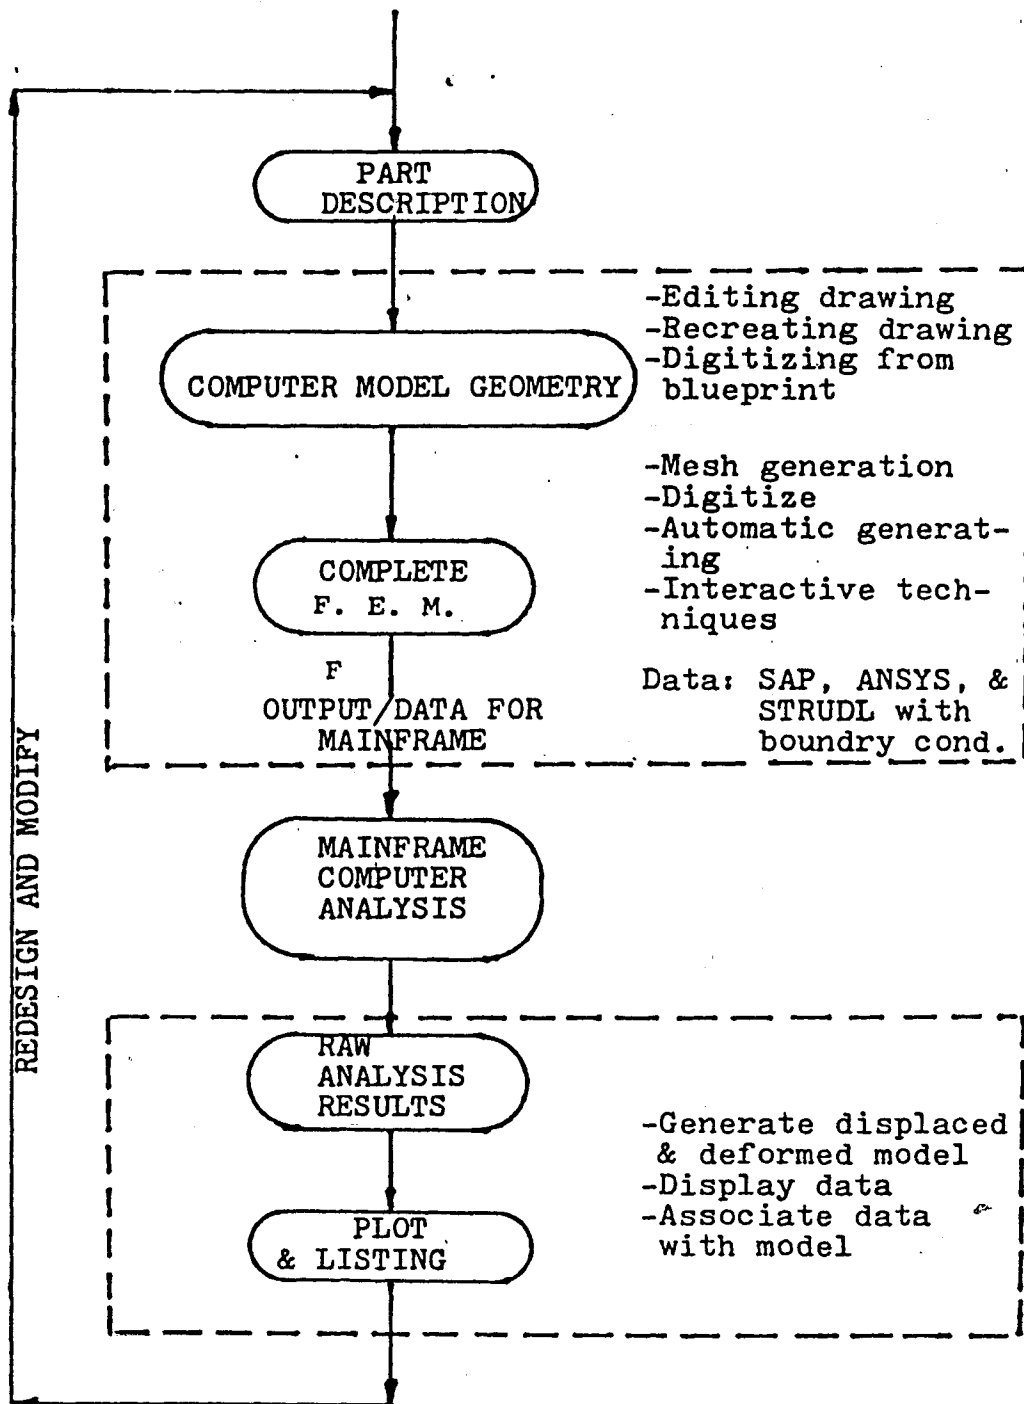 PART
DESCRIPTION
-Editing drawing
-Recreating drawing
-Digitizing from
blueprint
COMPUTER MODEL GEOMETRY
-Mesh generation
-Digitize
-Automatic generat-
ing
-Interactive tech-
niques
COMPLETE
F. E. M.
F
OUTPUT/DATA FOR
MAINFRAME
Data: SAP, ANSYS, &
STRUDL with
boundry cond.
REDESIGN AND MODIFY
MAINFRAME
COMPUTER
ANALYSIS
RAW
ANALYSIS
RESULTS
-Generate displaced
& deformed model
-Display data
-Associate data
with model
PLOT
& LISTING